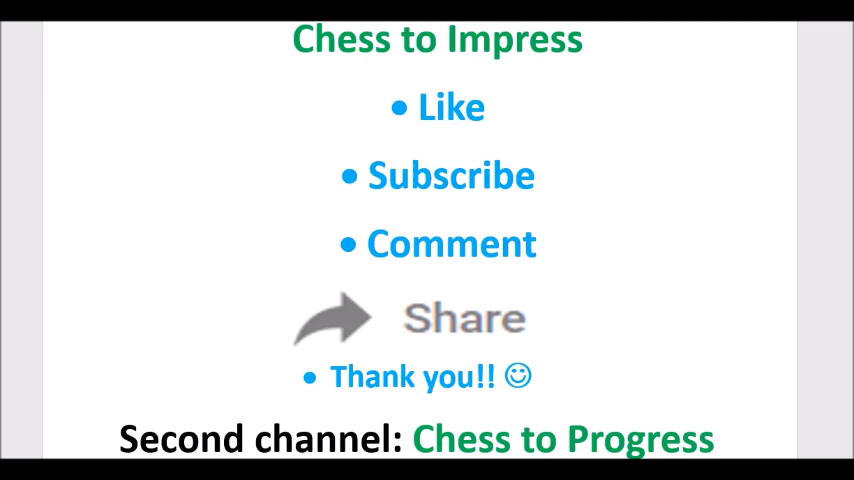 Chess to Impress
• Like
• Subscribe
• Comment
Share
• Thank you!! ☺
Second channel: Chess to Progress